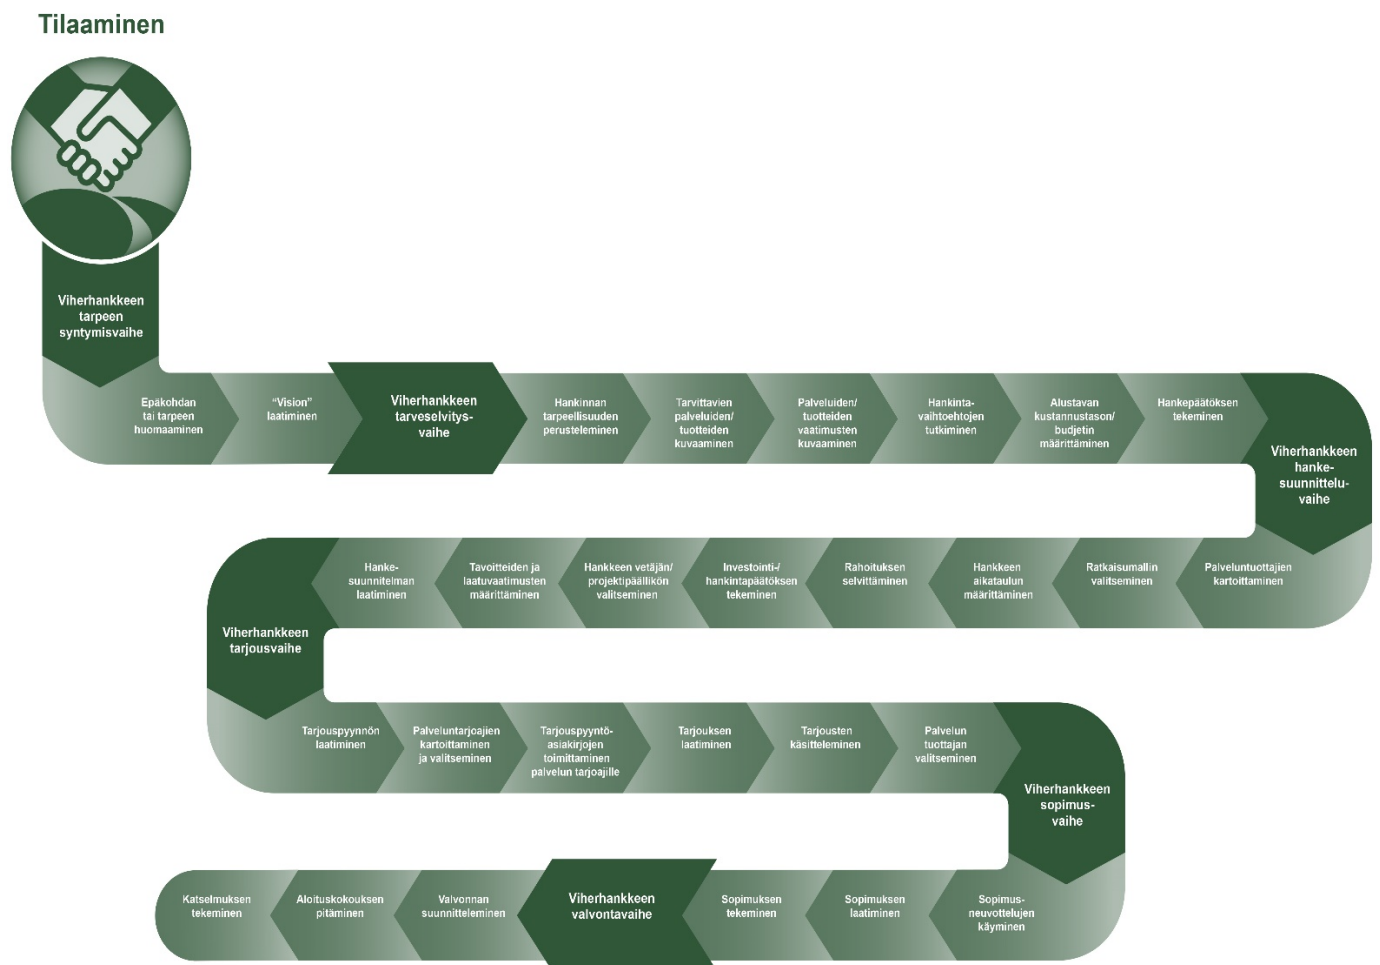 Tilaaminen
Viherhankkeen
tarpeen
syntymisvaihe
Epäkohdan
tai tarpeen
huomaaminen
“Vision”
laatiminen
Viherhankkeen
tarveselvitys-
vaihe
Hankinnan
tarpeellisuuden
perusteleminen
Tarvittavien
palveluiden/
tuotteiden
kuvaaminen
Palveluiden/
tuotteiden
vaatimusten
kuvaaminen
Hankinta-
vaihtoehtojen
tutkiminen
Alustavan
kustannustason/
budjetin
määrittäminen
Hankepäätöksen
tekeminen
Viherhankkeen
hanke-
suunnittelu-
vaihe
Palveluntuottajien
kartoittaminen
Ratkaisumallin
valitseminen
Hankkeen
aikataulun
määrittäminen
Rahoituksen
selvittäminen
Investointi-/
hankintapäätöksen
tekeminen
Hankkeen vetäjän/
projektipäällikön
valitseminen
Tavoitteiden ja
laatuvaatimusten
määrittäminen
Hanke-
suunnitelman
laatiminen
Viherhankkeen
tarjousvaihe
Tarjouspyynnön
laatiminen
Palveluntarjoajien
kartoittaminen
ja valitseminen
Tarjouspyyntö-
asiakirjojen
toimittaminen
palvelun tarjoajille
Tarjouksen
laatiminen
Tarjousten
käsitteleminen
Palvelun
tuottajan
valitseminen
Viherhankkeen
sopimus-
vaihe
Sopimus-
neuvottelujen
käyminen
Sopimuksen
laatiminen
Sopimuksen
tekeminen
Viherhankkeen
valvontavaihe
Valvonnan
suunnitteleminen
Aloituskokouksen
pitäminen
Katselmuksen
tekeminen